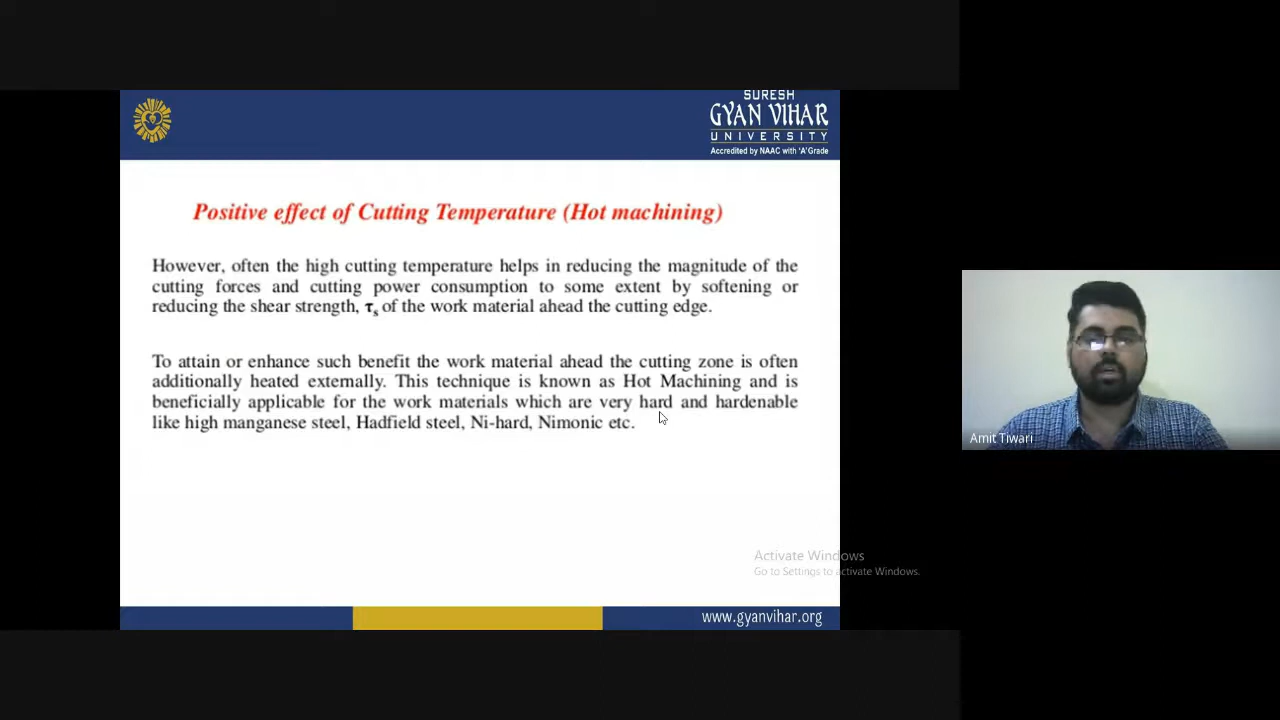 SURESH
GYAN VIHAR
UNIVERSITY
Accredited by NAAC with 'A' Grade
Positive effect of Cutting Temperature (Hot machining)
However, often the high cutting temperature helps in reducing the magnitude of the
cutting forces and cutting power consumption to some extent by softening or
reducing the shear strength, τs of the work material ahead the cutting edge.
To attain or enhance such benefit the work material ahead the cutting zone is often
additionally heated externally. This technique is known as Hot Machining and is
beneficially applicable for the work materials which are very hard and hardenable
like high manganese steel, Hadfield steel, Ni-hard, Nimonic etc.
Amit Tiwari
Activate Windows
Go to Settings to activate Windows.
www.gyanvihar.org